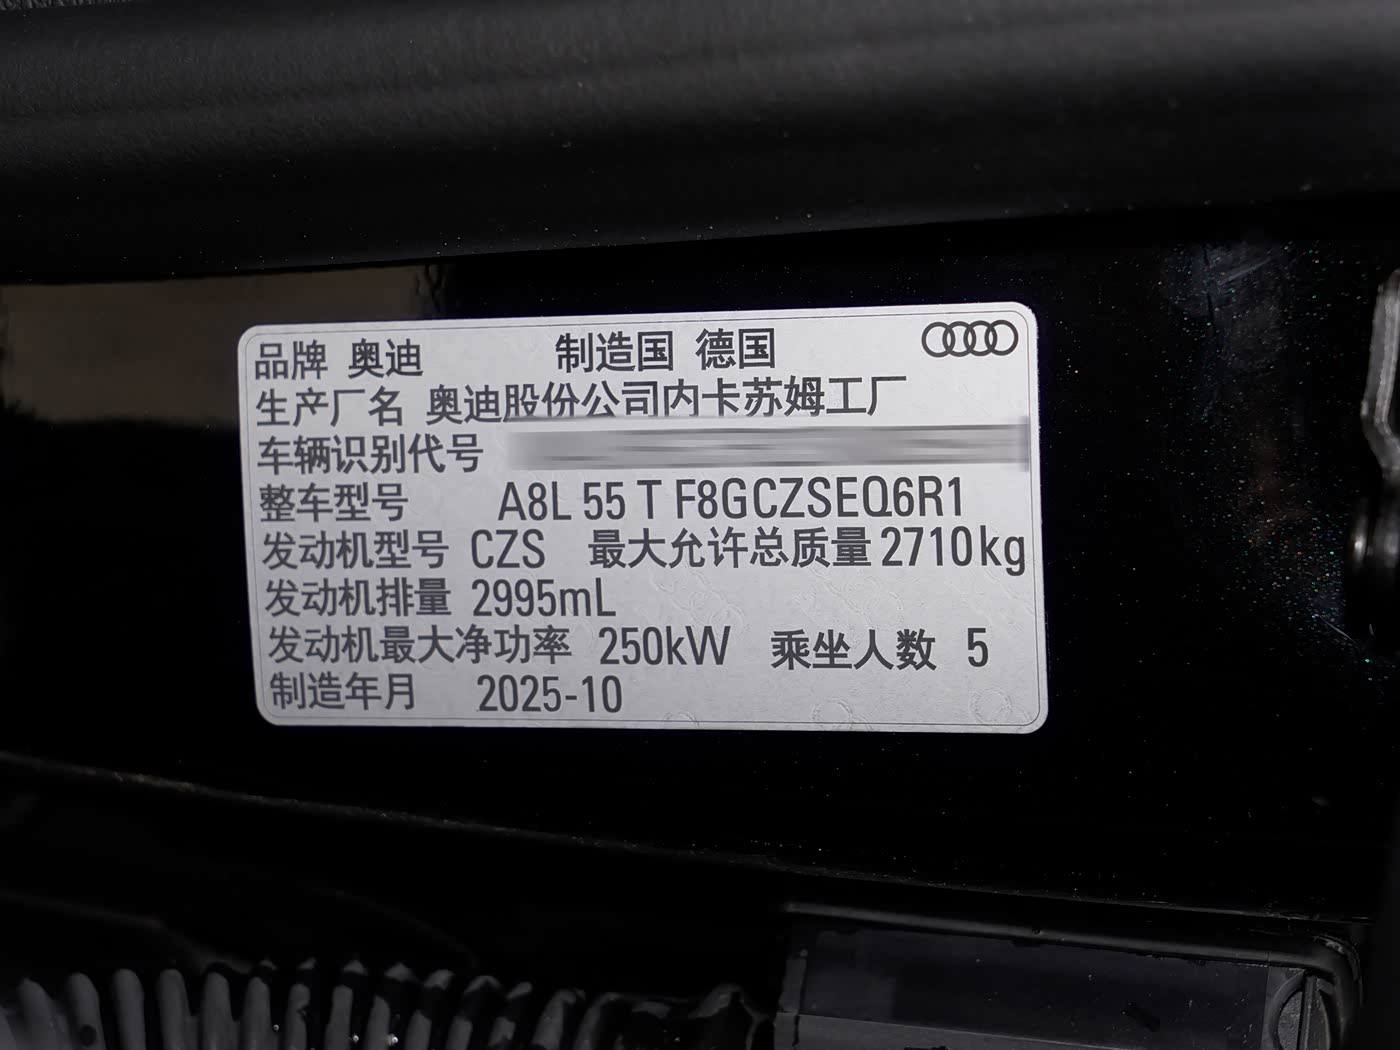 品牌 奥迪 制造国 德国
生产厂名 奥迪股份公司内卡苏姆工厂
车辆识别代号
整车型号 A8L 55 T F8GCZSEQ6R1
发动机型号 CZS 最大允许总质量 2710kg
发动机排量 2995mL
发动机最大净功率 250kW 乘坐人数 5
制造年月 2025-10